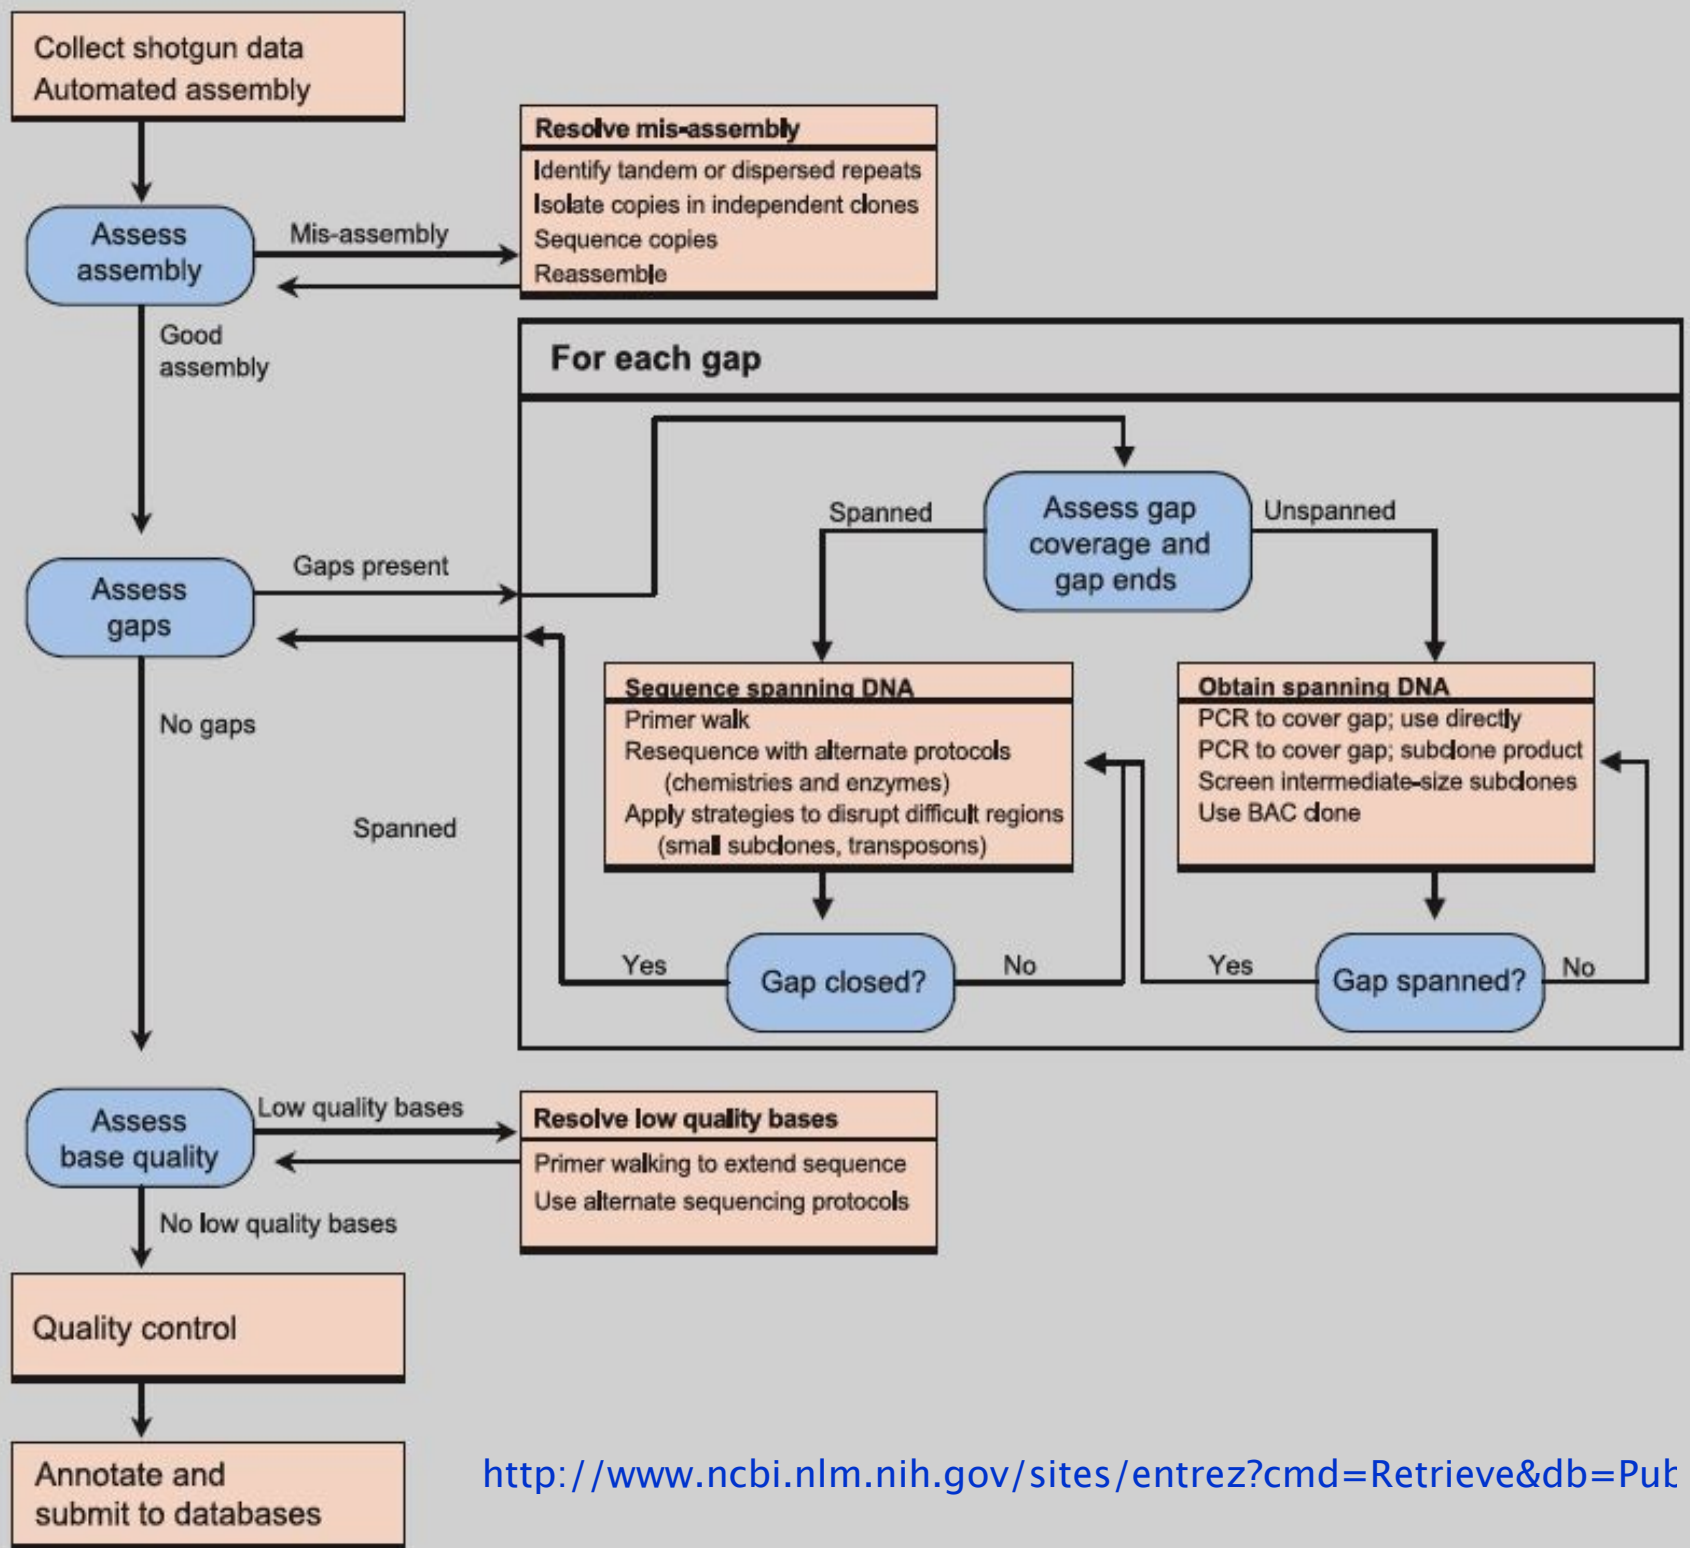 Collect shotgun data
Automated assembly
Resolve mis-assembly
Identify tandem or dispersed repeats
Isolate copies in independent clones
Sequence copies
Reassemble
Assess
assembly
Mis-assembly
Good
assembly
For each gap
Assess gap
coverage and
gap ends
Spanned
Unspanned
Assess
gaps
Gaps present
No gaps
Spanned
Sequence spanning DNA
Primer walk
Resequence with alternate protocols
(chemistries and enzymes)
Apply strategies to disrupt difficult regions
(small subclones, transposons)
Obtain spanning DNA
PCR to cover gap; use directly
PCR to cover gap; subclone product
Screen intermediate-size subclones
Use BAC clone
Yes
Gap closed?
No
Yes
Gap spanned?
No
Assess
base quality
Low quality bases
Resolve low quality bases
Primer walking to extend sequence
Use alternate sequencing protocols
No low quality bases
Quality control
Annotate and
submit to databases
http://www.ncbi.nlm.nih.gov/sites/entrez?cmd=Retrieve&db=Pub